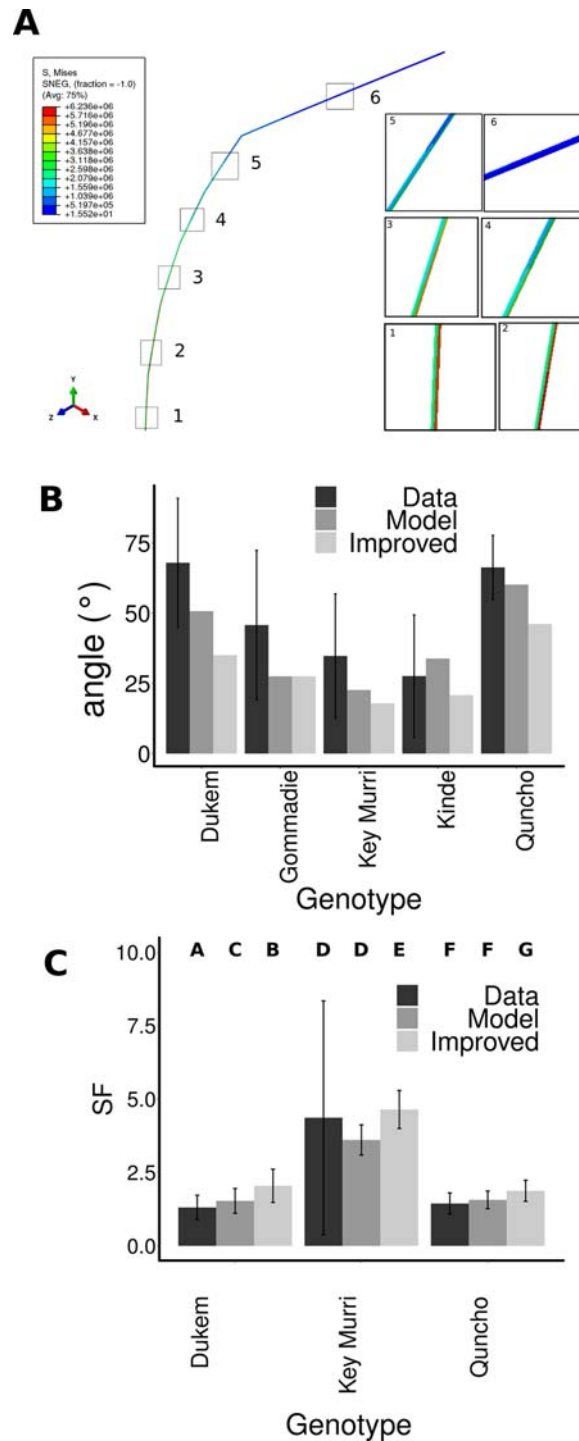 A
S, Mises
SNEG, (fraction = -1.0)
(Avg: 75%)
+6.236e+06
+5.716e+06
+5.196e+06
+4.677e+06
+4.157e+06
+3.638e+06
+3.118e+06
+2.598e+06
+2.079e+06
+1.559e+06
+1.039e+06
+5.197e+05
+1.552e+01
6
5
4
3
2
1
Y
Z
X
5
6
3
4
1
2
B
Data
Model
Improved
75
50
25
0
angle (°)
Dukem
Gommadie
Key Murri
Kinde
Quncho
Genotype
C
A C B D D E F F G
Data
Model
Improved
10.0
7.5
5.0
2.5
0.0
SF
Dukem
Key Murri
Quncho
Genotype